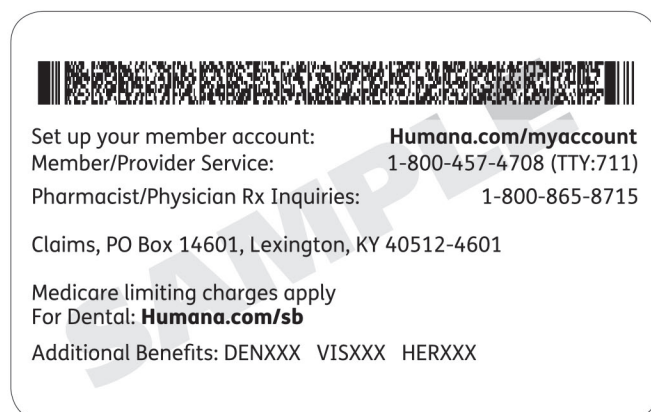 Set up your member account: Humana.com/myaccount
Member/Provider Service: 1-800-457-4708 (TTY:711)
Pharmacist/Physician Rx Inquiries: 1-800-865-8715
Claims, PO Box 14601, Lexington, KY 40512-4601
Medicare limiting charges apply
For Dental: Humana.com/sb
Additional Benefits: DENXXX VISXXX HERXXX
SAMPLE